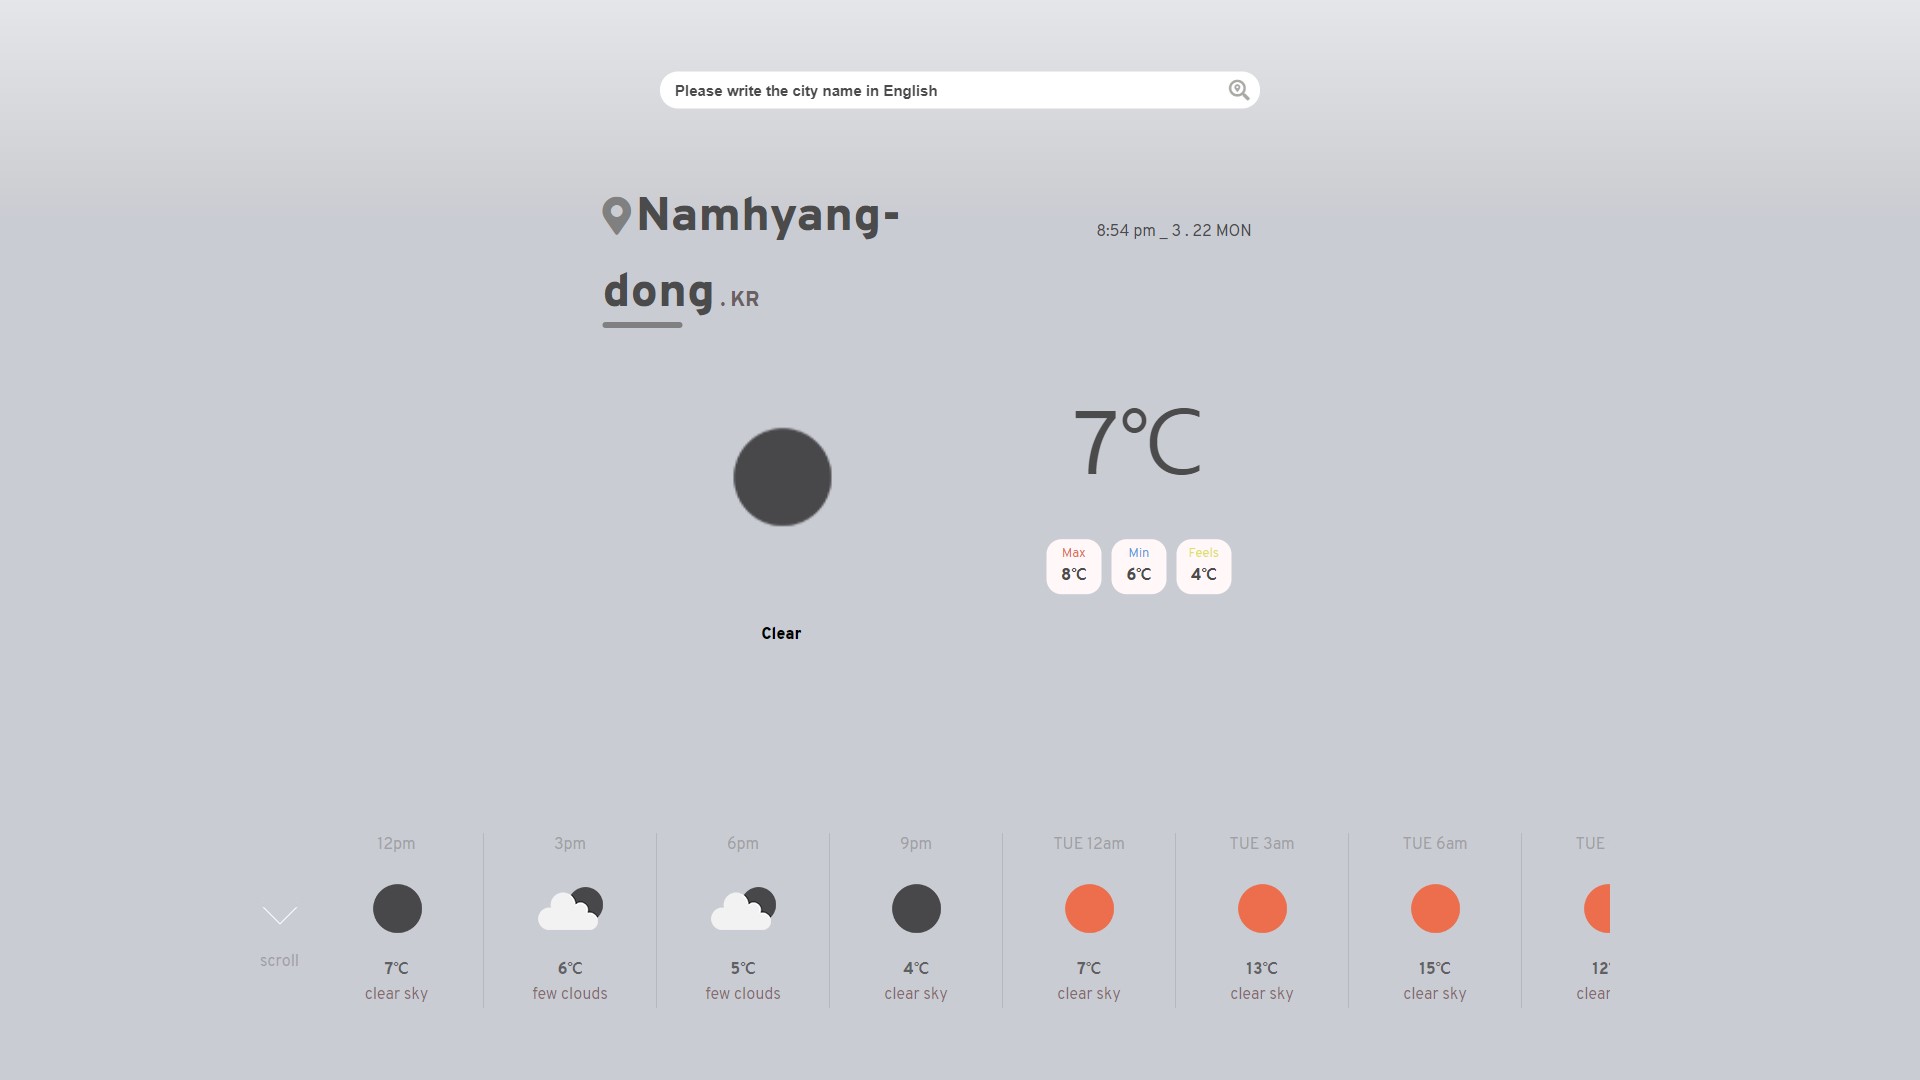 Please write the city name in English
Namhyang-
dong . KR
8:54 pm _ 3 . 22 MON
7℃
Max
8℃
Min
6℃
Feels
4℃
Clear
scroll
12pm
7℃
clear sky
3pm
6℃
few clouds
6pm
5℃
few clouds
9pm
4℃
clear sky
TUE 12am
7℃
clear sky
TUE 3am
13℃
clear sky
TUE 6am
15℃
clear sky
TUE
12
clear